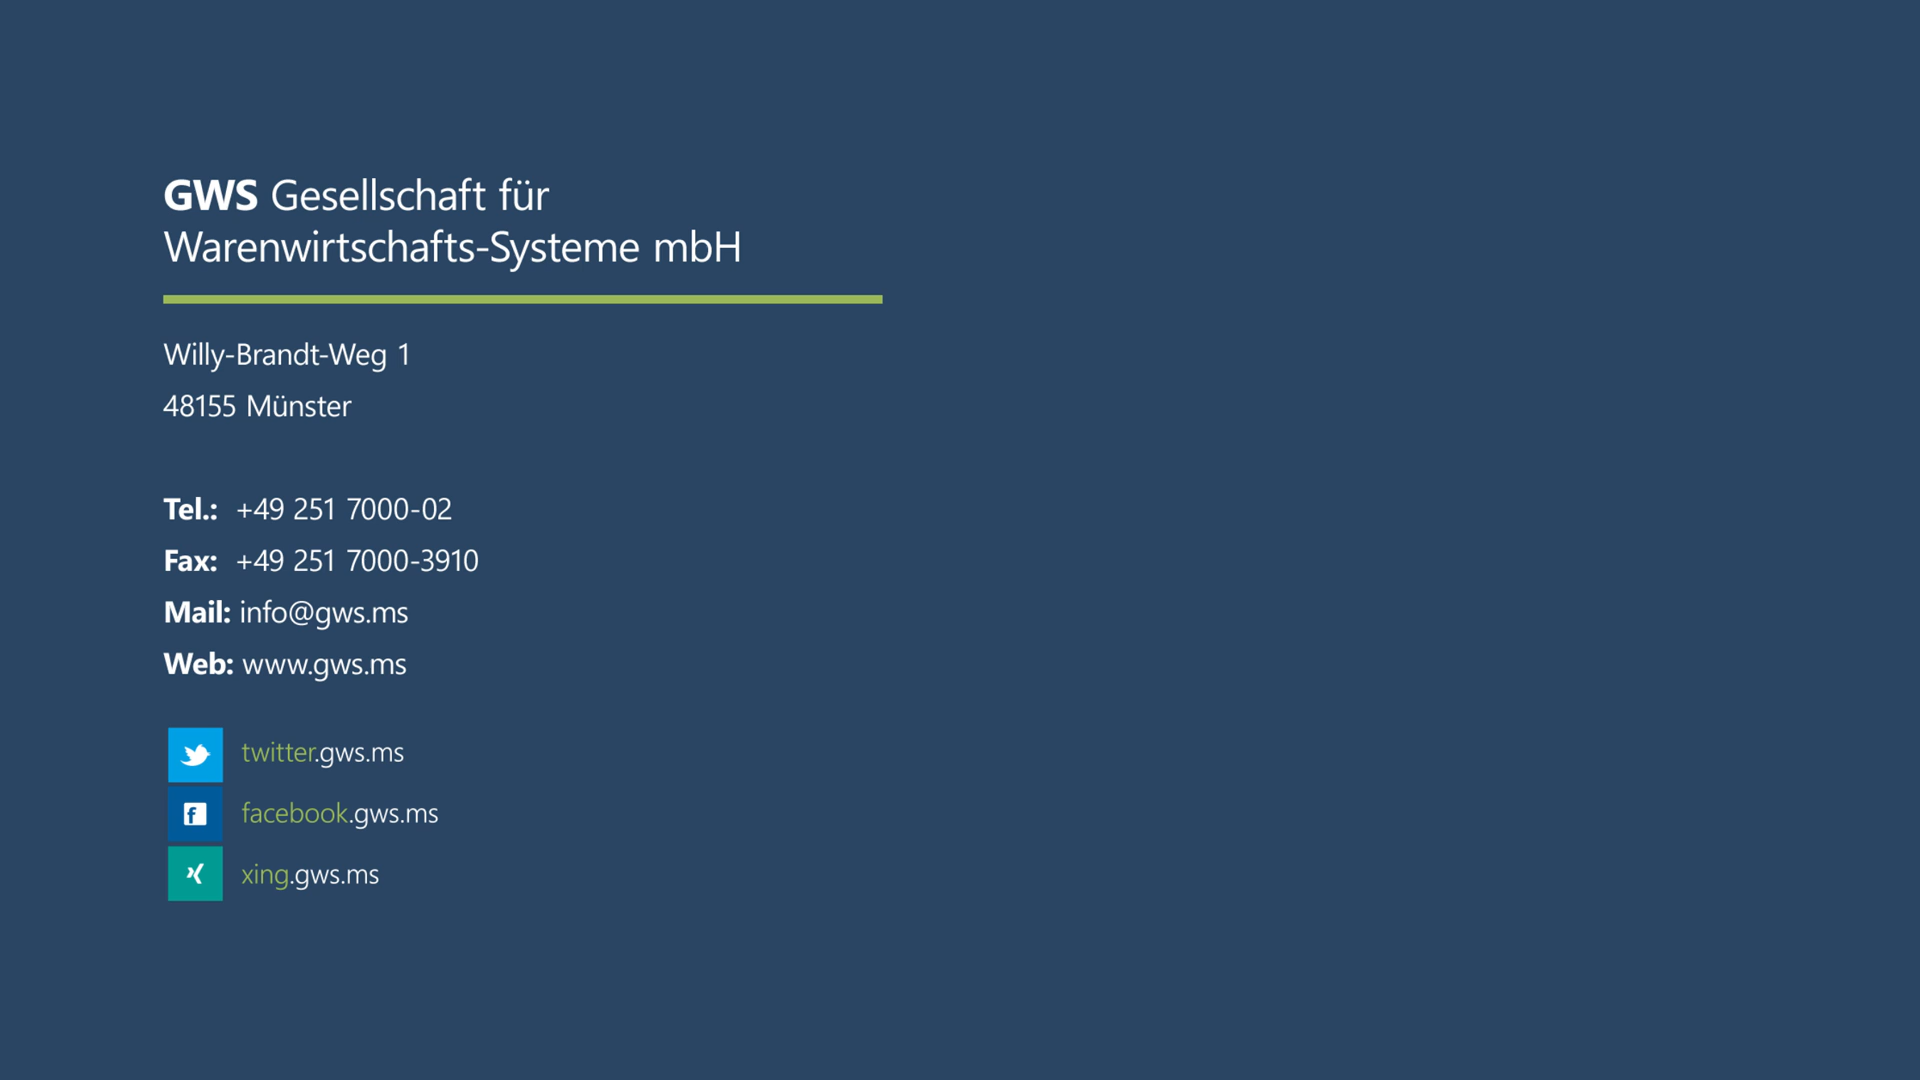 GWS Gesellschaft für
Warenwirtschafts-Systeme mbH
Willy-Brandt-Weg 1
48155 Münster
Tel.: +49 251 7000-02
Fax: +49 251 7000-3910
Mail: info@gws.ms
Web: www.gws.ms
twitter.gws.ms
facebook.gws.ms
xing.gws.ms